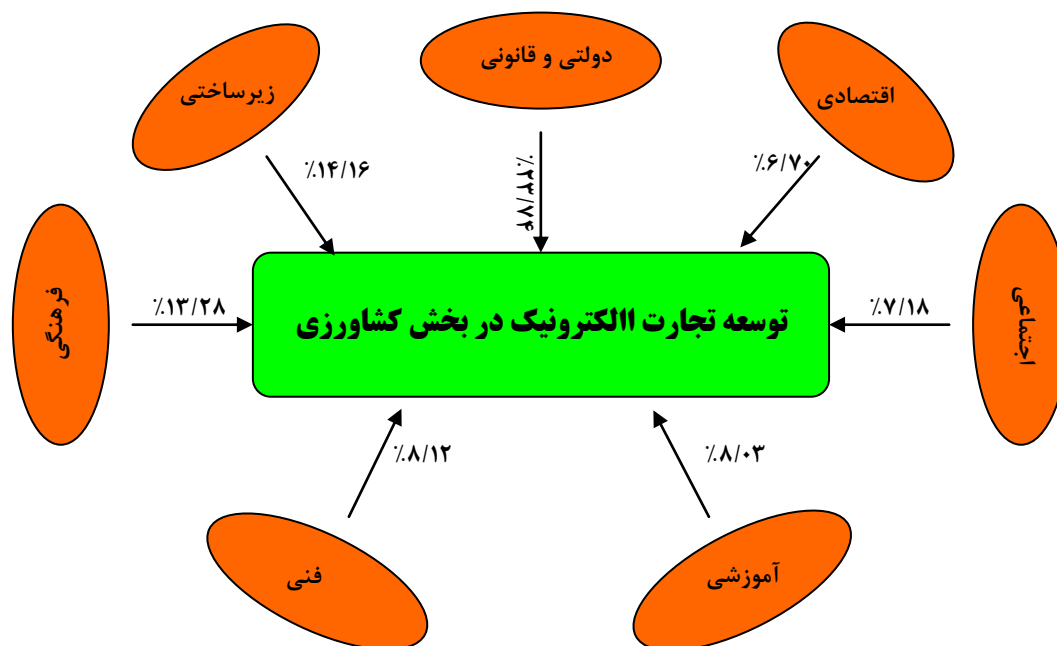 دولتی و قانونی
اقتصادی
زیرساختی
٪۱۴/۱۶
٪۲۳/۷۴
٪۶/۷۰
فرهنگی
٪۱۳/۲۸
توسعه تجارت االکترونیک در بخش کشاورزی
٪۷/۱۸
اجتماعی
٪۸/۱۲
٪۸/۰۳
فنی
آموزشی